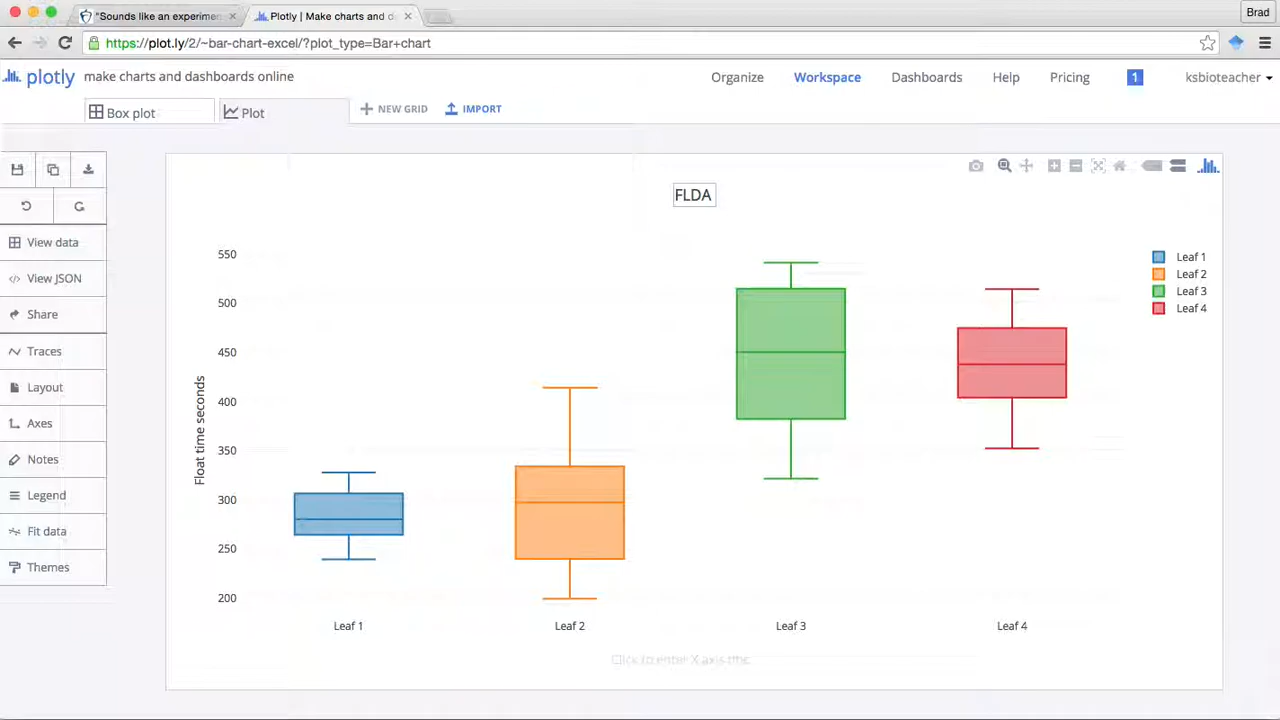 "Sounds like an experimen
Plotly | Make charts and d
Brad
https://plot.ly/2/~bar-chart-excel/?plot_type=Bar+chart
plotly make charts and dashboards online
Organize Workspace Dashboards Help Pricing 1 ksbioteacher
Box plot Plot NEW GRID IMPORT
View data
View JSON
Share
Traces
Layout
Axes
Notes
Legend
Fit data
Themes
FLDA
Float time seconds
550
500
450
400
350
300
250
200
Leaf 1 Leaf 2 Leaf 3 Leaf 4
Click to enter X axis title
Leaf 1
Leaf 2
Leaf 3
Leaf 4